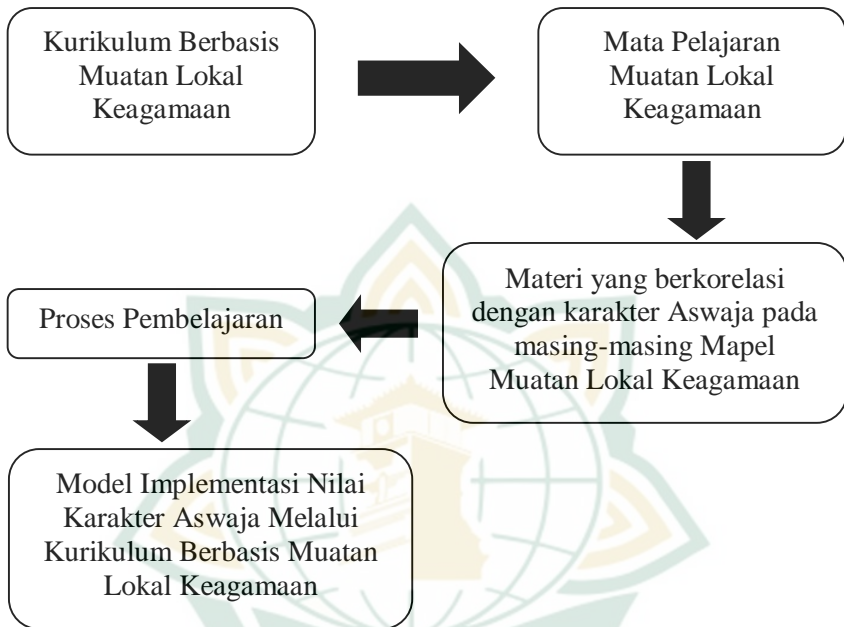 Kurikulum Berbasis
Muatan Lokal
Keagamaan
Mata Pelajaran
Muatan Lokal
Keagamaan
Materi yang berkorelasi
dengan karakter Aswaja pada
masing-masing Mapel
Muatan Lokal Keagamaan
Proses Pembelajaran
Model Implementasi Nilai
Karakter Aswaja Melalui
Kurikulum Berbasis Muatan
Lokal Keagamaan